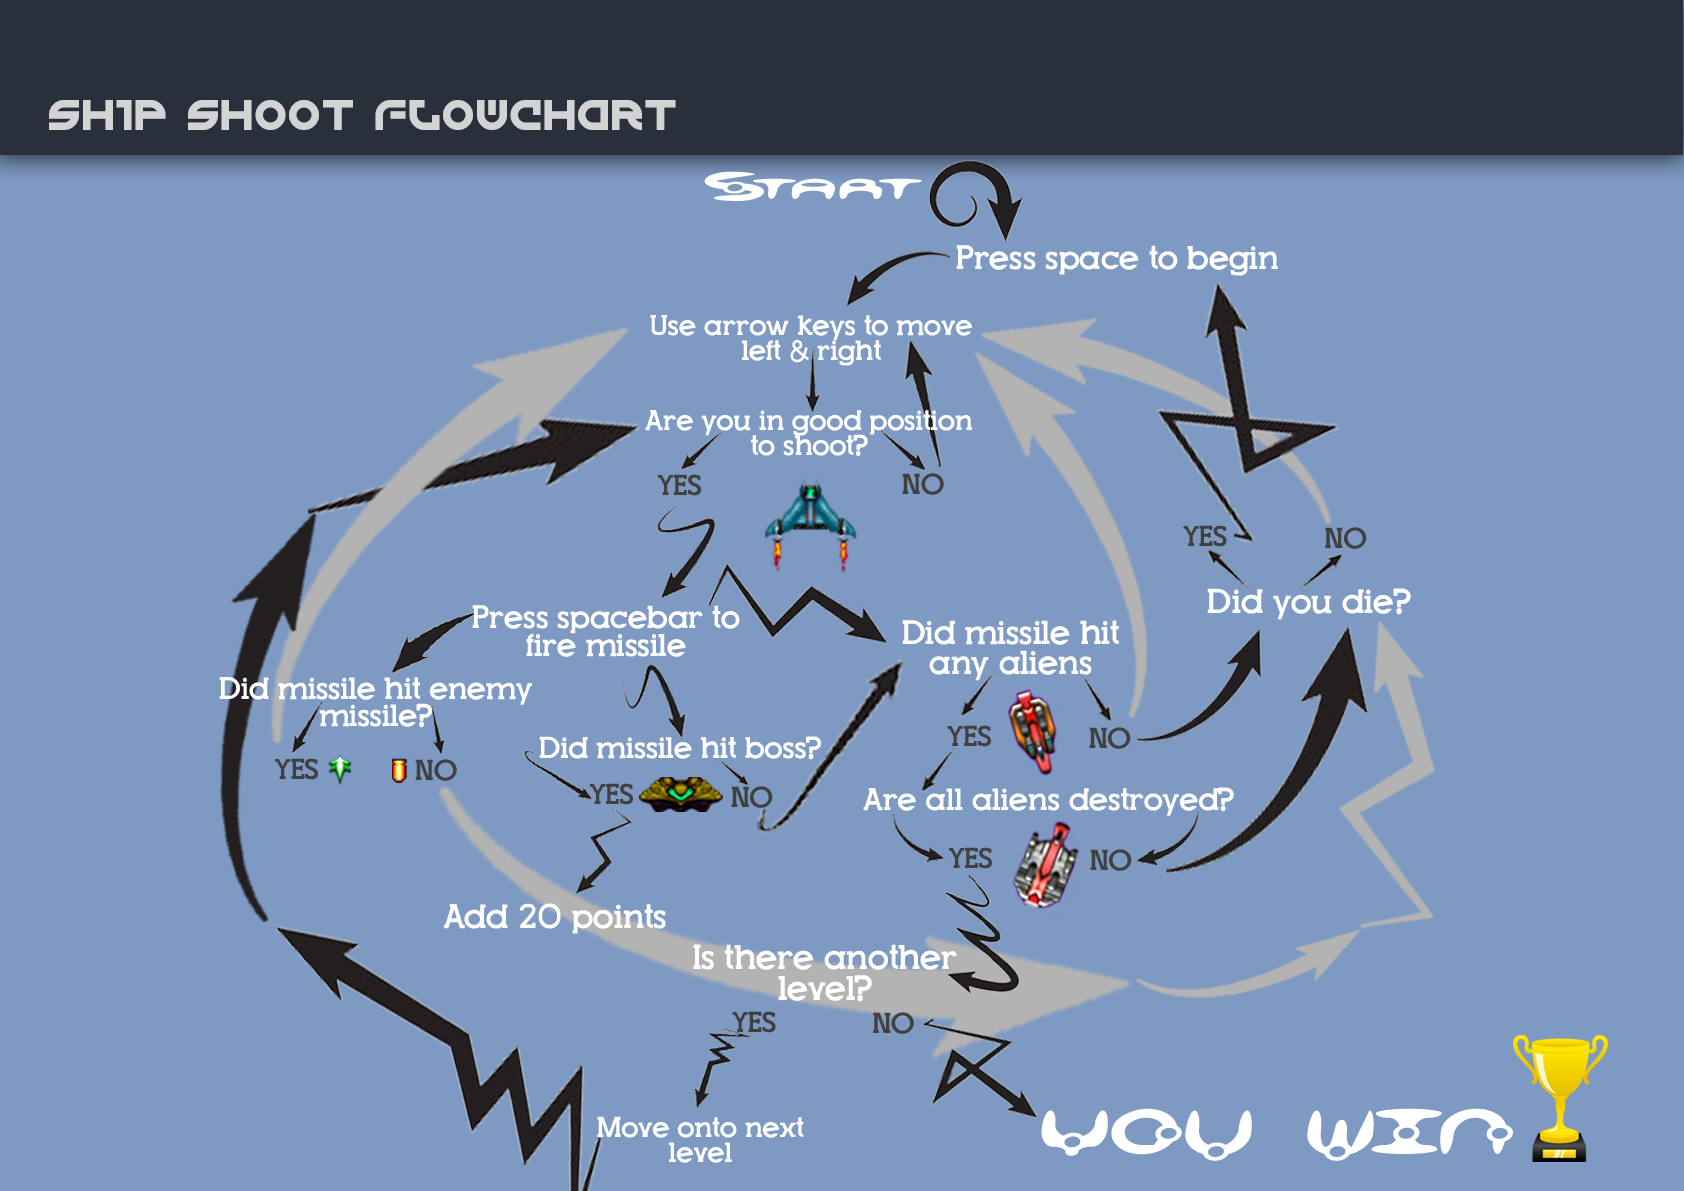 SH1P SHOOT FLOWCHART
START
Press space to begin
Use arrow keys to move
left & right
Are you in good position
to shoot?
YES
NO
YES
NO
Did you die?
Press spacebar to
fire missile
Did missile hit
any aliens
Did missile hit enemy
missile?
YES
NO
Did missile hit boss?
YES
NO
YES
NO
Are all aliens destroyed?
YES
NO
Add 20 points
Is there another
level?
YES
NO
Move onto next
level
YOU WIN